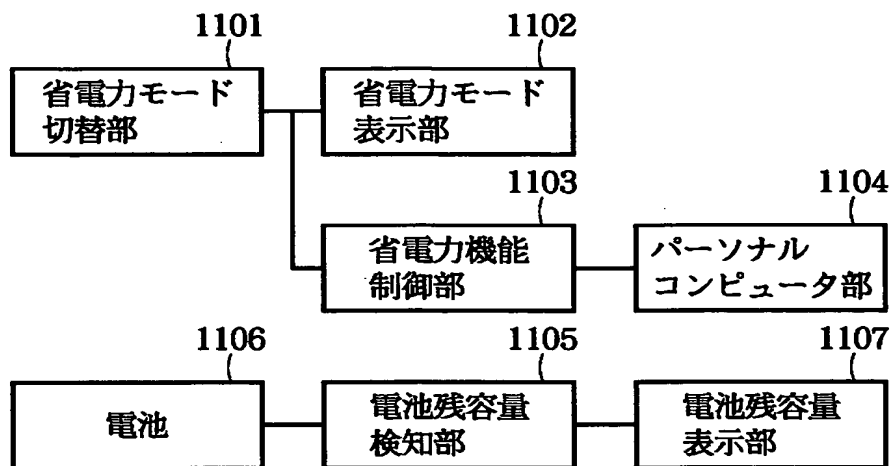 1101
省電力モード
切替部
1102
省電力モード
表示部
1103
省電力機能
制御部
1104
パーソナル
コンピュータ部
1106
電池
1105
電池残容量
検知部
1107
電池残容量
表示部